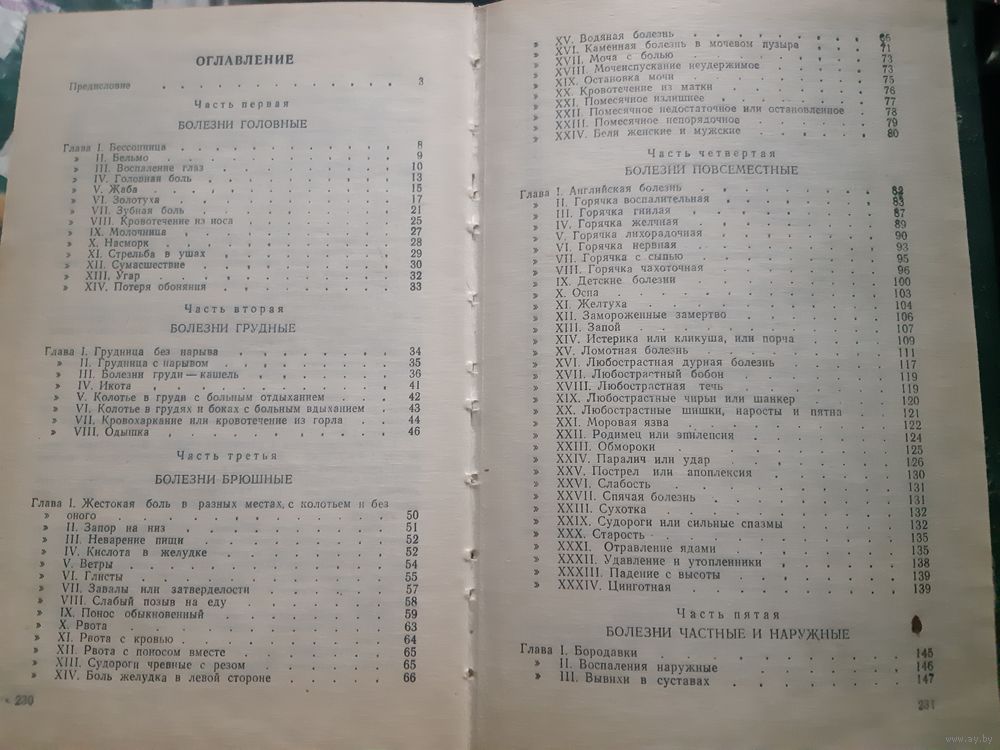 ОГЛАВЛЕНИЕ
Предисловие . . . . . . . . . 3
Часть первая
БОЛЕЗНИ ГОЛОВНЫЕ
Глава I. Бессонница . . . . . . . . 8
» II. Бельмо . . . . . . . . 9
» III. Воспаление глаз . . . . . . . . 10
» IV. Головная боль . . . . . . . . 13
» V. Жаба . . . . . . . . 15
» VI. Золотуха . . . . . . . . 17
» VII. Зубная боль . . . . . . . . 21
» VIII. Кровотечение из носа . . . . . . . . 25
» IX. Молочница . . . . . . . . 27
» X. Насморк . . . . . . . . 28
» XI. Стрельба в ушах . . . . . . . . 29
» XII. Сумасшествие . . . . . . . . 30
» XIII. Угар . . . . . . . . 32
» XIV. Потеря обоняния . . . . . . . . 33
Часть вторая
БОЛЕЗНИ ГРУДНЫЕ
Глава I. Грудница без нарыва . . . . . . . 34
» II. Грудница с нарывом . . . . . . . 35
» III. Болезни груди — кашель . . . . . . 36
» IV. Икота . . . . . . . . 41
» V. Колотье в груди с больным отдыханием . . . 42
» VI. Колотье в грудях и боках с больным вдыханием . 43
» VII. Кровохаркание или кровотечение из горла . . 44
» VIII. Одышка . . . . . . . . 46
Часть третья
БОЛЕЗНИ БРЮШНЫЕ
Глава I. Жестокая боль в разных местах, с колотьем и без
» оного . . . . . . . . 50
» II. Запор на низ . . . . . . . . 51
» III. Неварение пищи . . . . . . . . 52
» IV. Кислота в желудке . . . . . . . . 52
» V. Ветры . . . . . . . . 54
» VI. Глисты . . . . . . . . 55
» VII. Завалы или затверделости . . . . . . 57
» VIII. Слабый позыв на еду . . . . . . . 58
» IX. Понос обыкновенный . . . . . . . 59
» X. Рвота . . . . . . . . 63
» XI. Рвота с кровью . . . . . . . . 64
» XII. Рвота с поносом вместе . . . . . . 65
» XIII. Судороги чревные с резом . . . . . . 65
» XIV. Боль желудка в левой стороне . . . . . 66
230
» XV. Водяная болезнь . . . . . . . 65
» XVI. Каменная болезнь в мочевом пузыре . . . 71
» XVII. Моча с болью . . . . . . . 73
» XVIII. Мочеиспускание неудержимое . . . . . 73
» XIX. Остановка мочи . . . . . . . 75
» XX. Кровотечение из матки . . . . . . 76
» XXI. Помесячное излишнее . . . . . . 77
» XXII. Помесячное недостаточное или остановленное . 78
» XXIII. Помесячное непорядочное . . . . . 79
» XXIV. Бели женские и мужские . . . . . . 80
Часть четвертая
БОЛЕЗНИ ПОВСЕМЕСТНЫЕ
Глава I. Английская болезнь . . . . . . . 82
» II. Горячка воспалительная . . . . . . . 83
» III. Горячка гнилая . . . . . . . 87
» IV. Горячка желчная . . . . . . . 89
» V. Горячка лихорадочная . . . . . . . 90
» VI. Горячка нервная . . . . . . . 93
» VII. Горячка с сыпью . . . . . . . 95
» VIII. Горячка чахоточная . . . . . . . 96
» IX. Детские болезни . . . . . . . 100
» X. Оспа . . . . . . . . 103
» XI. Желтуха . . . . . . . . 104
» XII. Замороженные замертво . . . . . . 106
» XIII. Запой . . . . . . . . 107
» XIV. Истерика или кликуша, или порча . . . . 109
» XV. Ломотная болезнь . . . . . . . 111
» XVI. Любострастная дурная болезнь . . . . 117
» XVII. Любострастный бобон . . . . . . 119
» XVIII. Любострастная течь . . . . . . 119
» XIX. Любострастные чирьи или шанкер . . . . 120
» XX. Любострастные шишки, наросты и пятна . . . 121
» XXI. Моровая язва . . . . . . . 122
» XXII. Родимец или эпилепсия . . . . . . 124
» XXIII. Обмороки . . . . . . . 125
» XXIV. Паралич или удар . . . . . . . 126
» XXV. Пострел или апоплексия . . . . . . 130
» XXVI. Слабость . . . . . . . 131
» XXVII. Спячая болезнь . . . . . . . 131
» XXVIII. Сухотка . . . . . . . 132
» XXIX. Судороги или сильные спазмы . . . . . 132
» XXX. Старость . . . . . . . 135
» XXXI. Отравление ядами . . . . . . . 135
» XXXII. Удавление и утопленники . . . . . . 138
» XXXIII. Падение с высоты . . . . . . . 139
» XXXIV. Цинготная . . . . . . . 139
Часть пятая
БОЛЕЗНИ ЧАСТНЫЕ И НАРУЖНЫЕ
Глава I. Бородавки . . . . . . . . 145
» II. Воспаления наружные . . . . . . . 146
» III. Вывихи в суставах . . . . . . . 147
231
www.ay.by